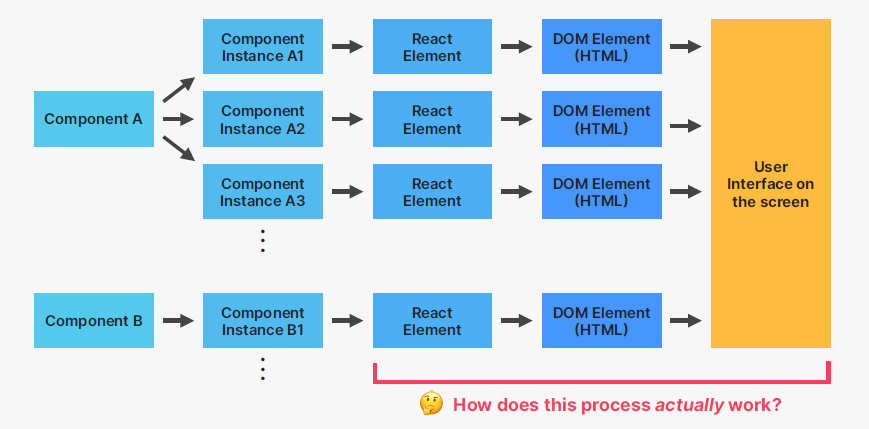 Component
Instance A1
React
Element
DOM Element
(HTML)
Component A
Component
Instance A2
React
Element
DOM Element
(HTML)
Component
Instance A3
React
Element
DOM Element
(HTML)
User
Interface on
the screen
Component B
Component
Instance B1
React
Element
DOM Element
(HTML)
How does this process actually work?